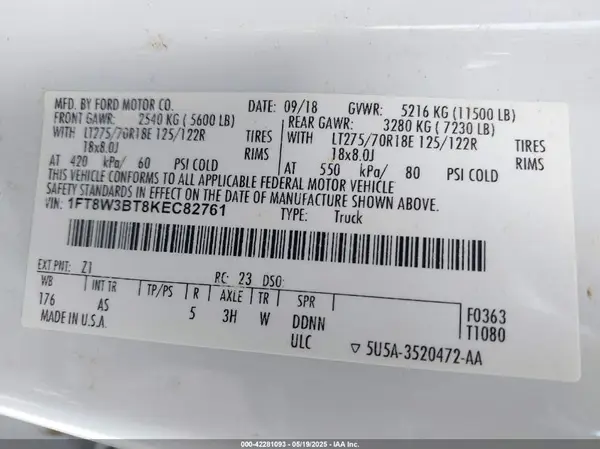 MFD. BY FORD MOTOR CO.
DATE: 09/18 GVWR: 5216 KG (11500 LB)
FRONT GAWR: 2540 KG (5600 LB) REAR GAWR: 3280 KG (7230 LB)
WITH LT275/70R18E 125/122R TIRES WITH LT275/70R18E 125/122R TIRES
18x8.0J RIMS 18x8.0J RIMS
AT 420 kPa/ 60 PSI COLD AT 550 kPa/ 80 PSI COLD
THIS VEHICLE CONFORMS TO ALL APPLICABLE FEDERAL MOTOR VEHICLE
SAFETY STANDARDS IN EFFECT ON THE DATE OF MANUFACTURE SHOWN ABOVE.
VIN: 1FT8W3BT8KEC82761 TYPE: Truck
EXT PNT: Z1 RC: 23 DSO:
WB INT TR TP/PS R AXLE TR SPR F0363
176 AS 5 3H W DDNN T1080
MADE IN U.S.A. ULC ▽ 5U5A-3520472-AA
000-42281093 - 05/19/2025 - IAA Inc.